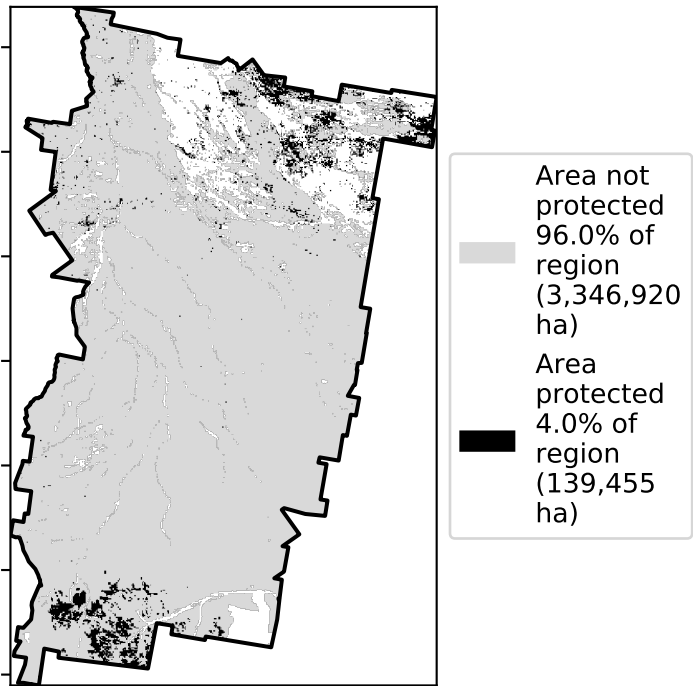 Area not
protected
96.0% of
region
(3,346,920
ha)
Area
protected
4.0% of
region
(139,455
ha)